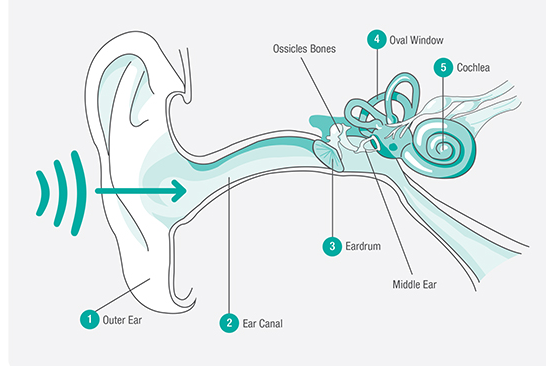 4 Oval Window
Ossicles Bones
5 Cochlea
3 Eardrum
Middle Ear
1 Outer Ear
2 Ear Canal